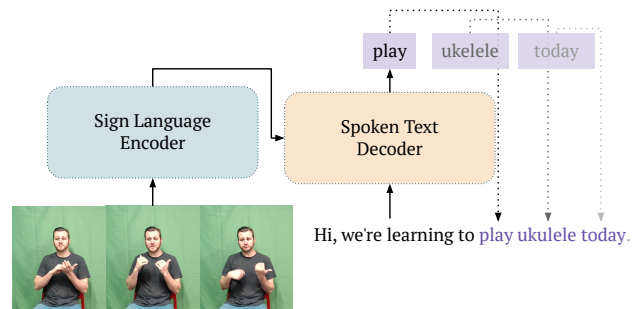 play ukelele today
Sign Language
Encoder
Spoken Text
Decoder
Hi, we're learning to play ukulele today.